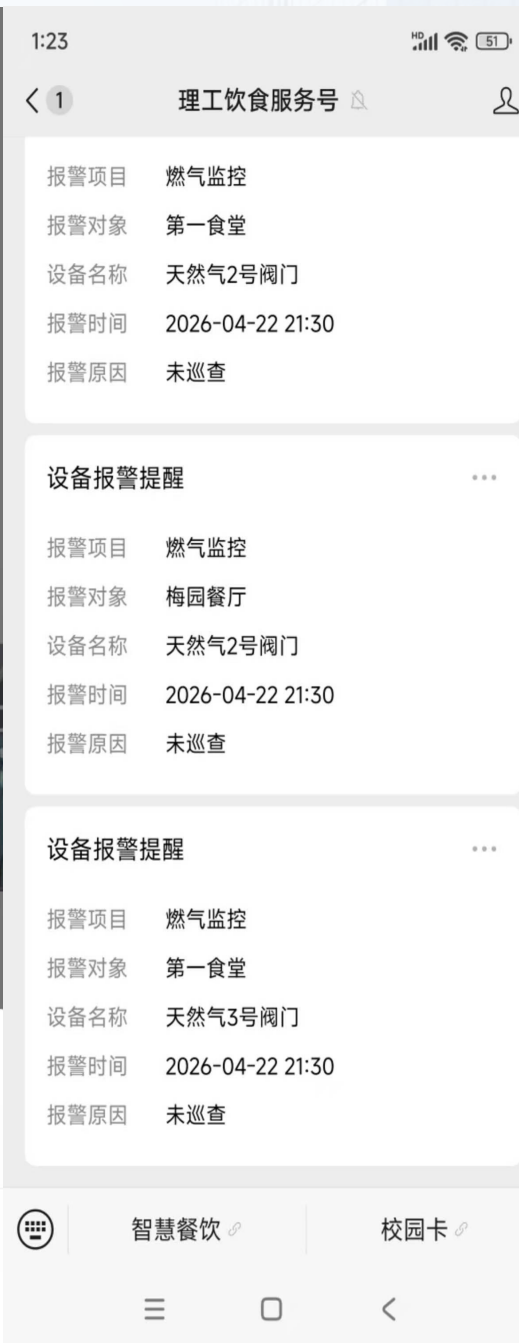 1:23 HD 51
1 理工饮食服务号
报警项目 燃气监控
报警对象 第一食堂
设备名称 天然气2号阀门
报警时间 2026-04-22 21:30
报警原因 未巡查
设备报警提醒
报警项目 燃气监控
报警对象 梅园餐厅
设备名称 天然气2号阀门
报警时间 2026-04-22 21:30
报警原因 未巡查
设备报警提醒
报警项目 燃气监控
报警对象 第一食堂
设备名称 天然气3号阀门
报警时间 2026-04-22 21:30
报警原因 未巡查
智慧餐饮 校园卡